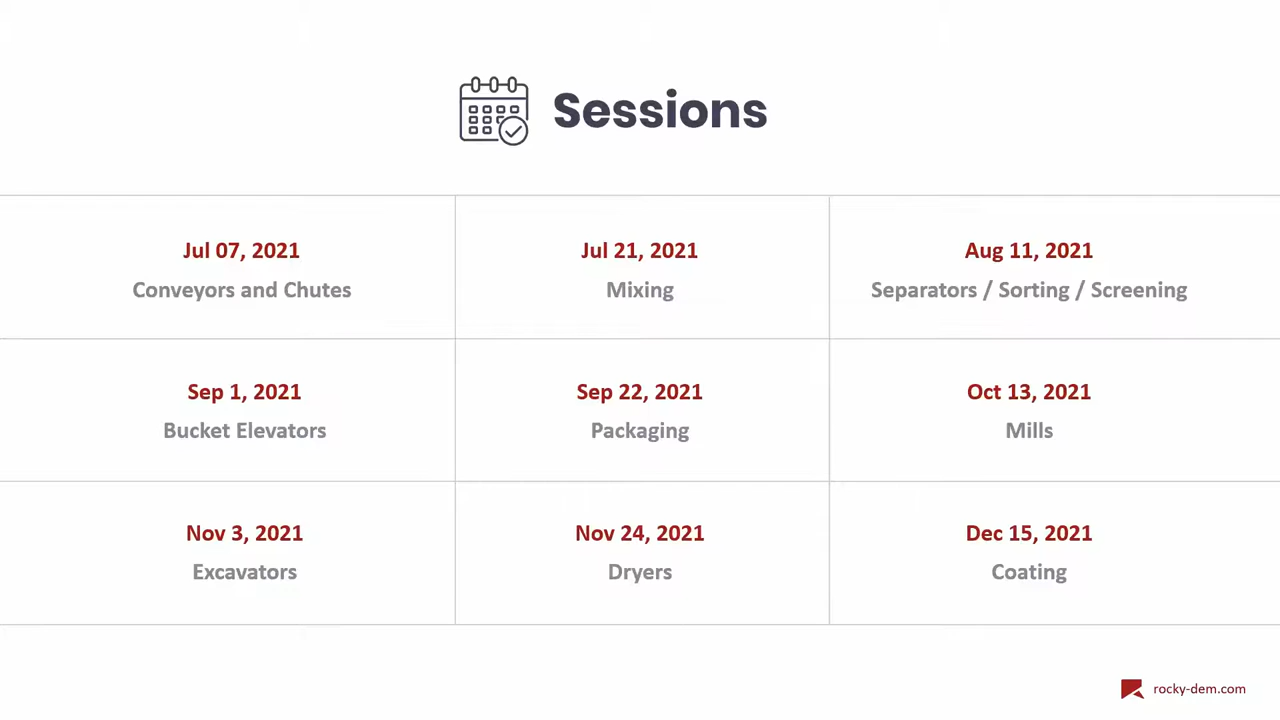 Sessions
Jul 07, 2021
Conveyors and Chutes
Jul 21, 2021
Mixing
Aug 11, 2021
Separators / Sorting / Screening
Sep 1, 2021
Bucket Elevators
Sep 22, 2021
Packaging
Oct 13, 2021
Mills
Nov 3, 2021
Excavators
Nov 24, 2021
Dryers
Dec 15, 2021
Coating
rocky-dem.com